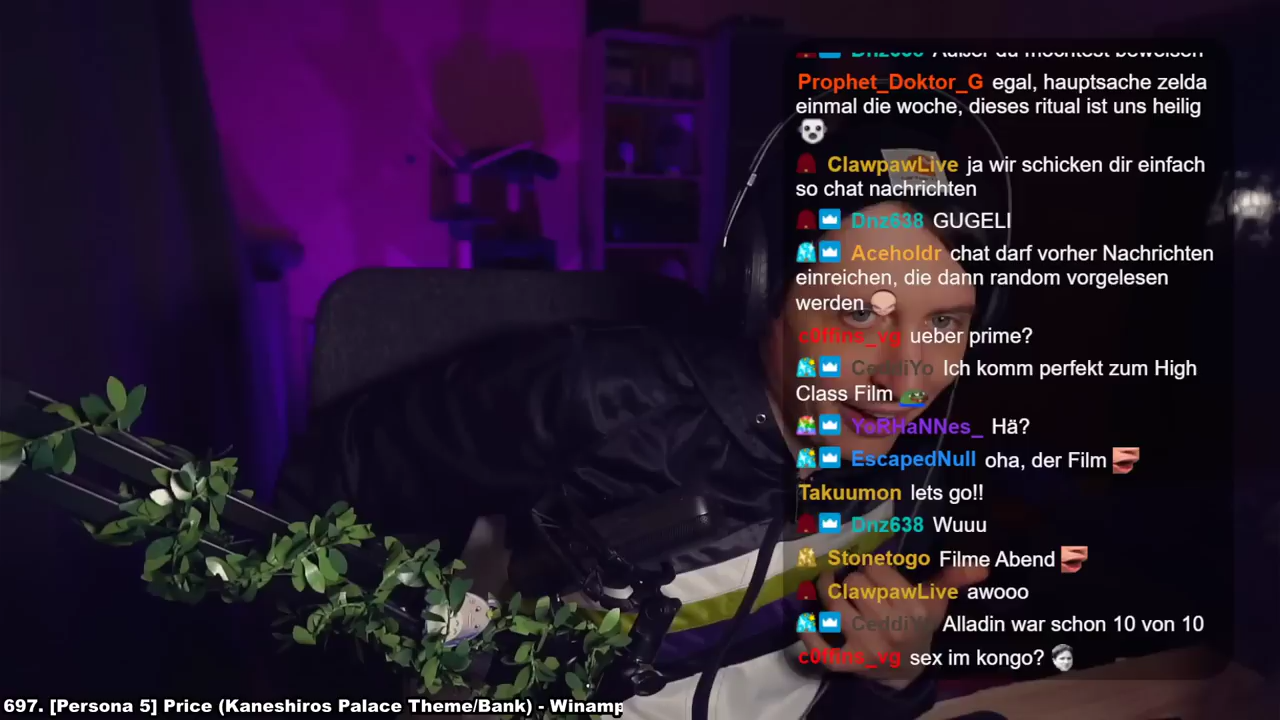 Prophet_Doktor_G egal, hauptsache zelda
einmal die woche, dieses ritual ist uns heilig
ClawpawLive ja wir schicken dir einfach
so chat nachrichten
Dnz638 GUGELI
Aceholdr chat darf vorher Nachrichten
einreichen, die dann random vorgelesen
werden
c0ffins_vg ueber prime?
CeddiYo Ich komm perfekt zum High
Class Film
YoRHaNNes_ Hä?
EscapedNull oha, der Film
Takuumon lets go!!
Dnz638 Wuuu
Stonetogo Filme Abend
ClawpawLive awooo
CeddiYo Alladin war schon 10 von 10
c0ffins_vg sex im kongo?
697. [Persona 5] Price (Kaneshiros Palace Theme/Bank) - Winamp